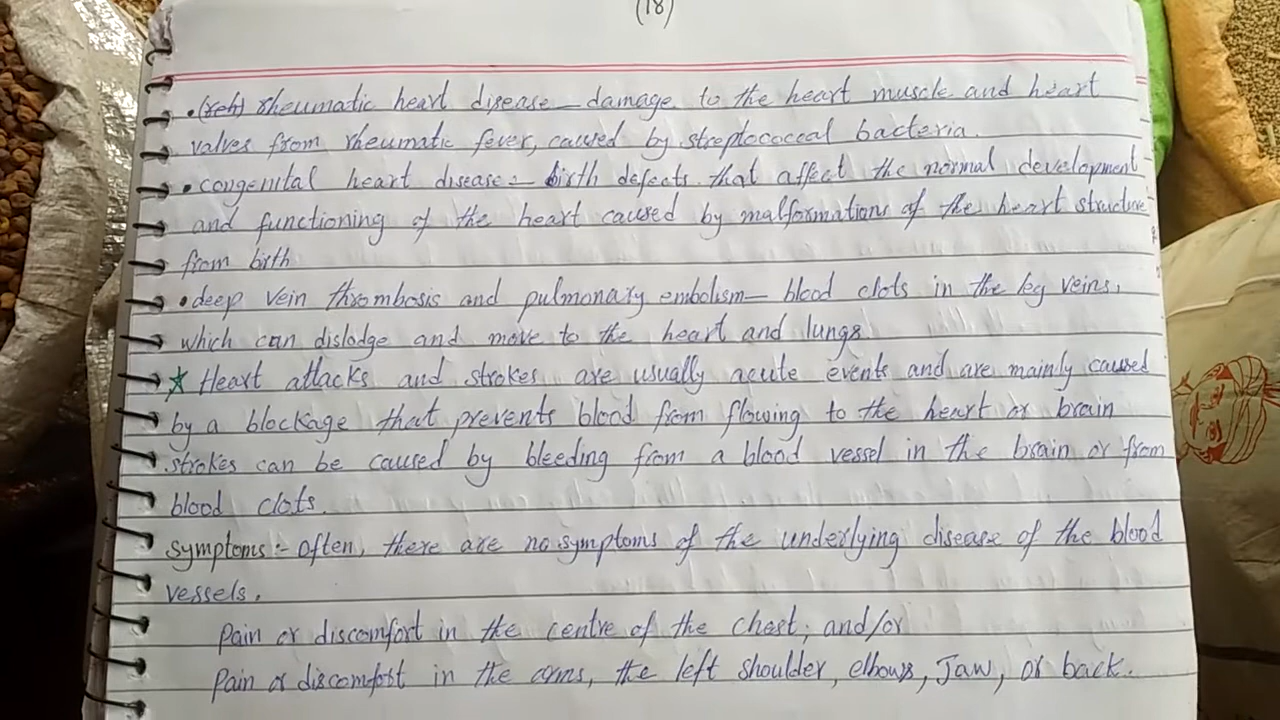 (18)
• (reh) rheumatic heart disease – damage to the heart muscle and heart
valves from rheumatic fever, caused by streptococcal bacteria.
• congenital heart disease :- birth defects that affect the normal development
and functioning of the heart caused by malformations of the heart structure
from birth
• deep vein thrombosis and pulmonary embolism – blood clots in the leg veins,
which can dislodge and move to the heart and lungs
☆ Heart attacks and strokes are usually acute events and are mainly caused
by a blockage that prevents blood from flowing to the heart or brain
strokes can be caused by bleeding from a blood vessel in the brain or from
blood clots.
symptoms :- often, there are no symptoms of the underlying disease of the blood
vessels.
pain or discomfort in the centre of the chest; and/or
pain or discomfort in the arms, the left shoulder, elbows, Jaw, or back.